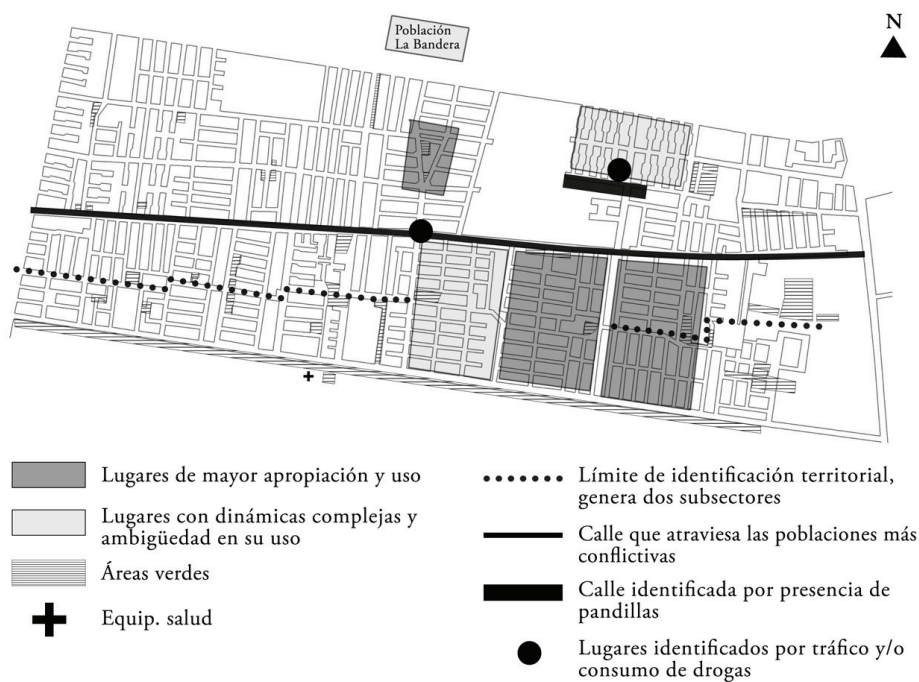 Población
La Bandera
N
Lugares de mayor apropiación y uso
Lugares con dinámicas complejas y
ambigüedad en su uso
Áreas verdes
Equip. salud
Límite de identificación territorial,
genera dos subsectores
Calle que atraviesa las poblaciones más
conflictivas
Calle identificada por presencia de
pandillas
Lugares identificados por tráfico y/o
consumo de drogas